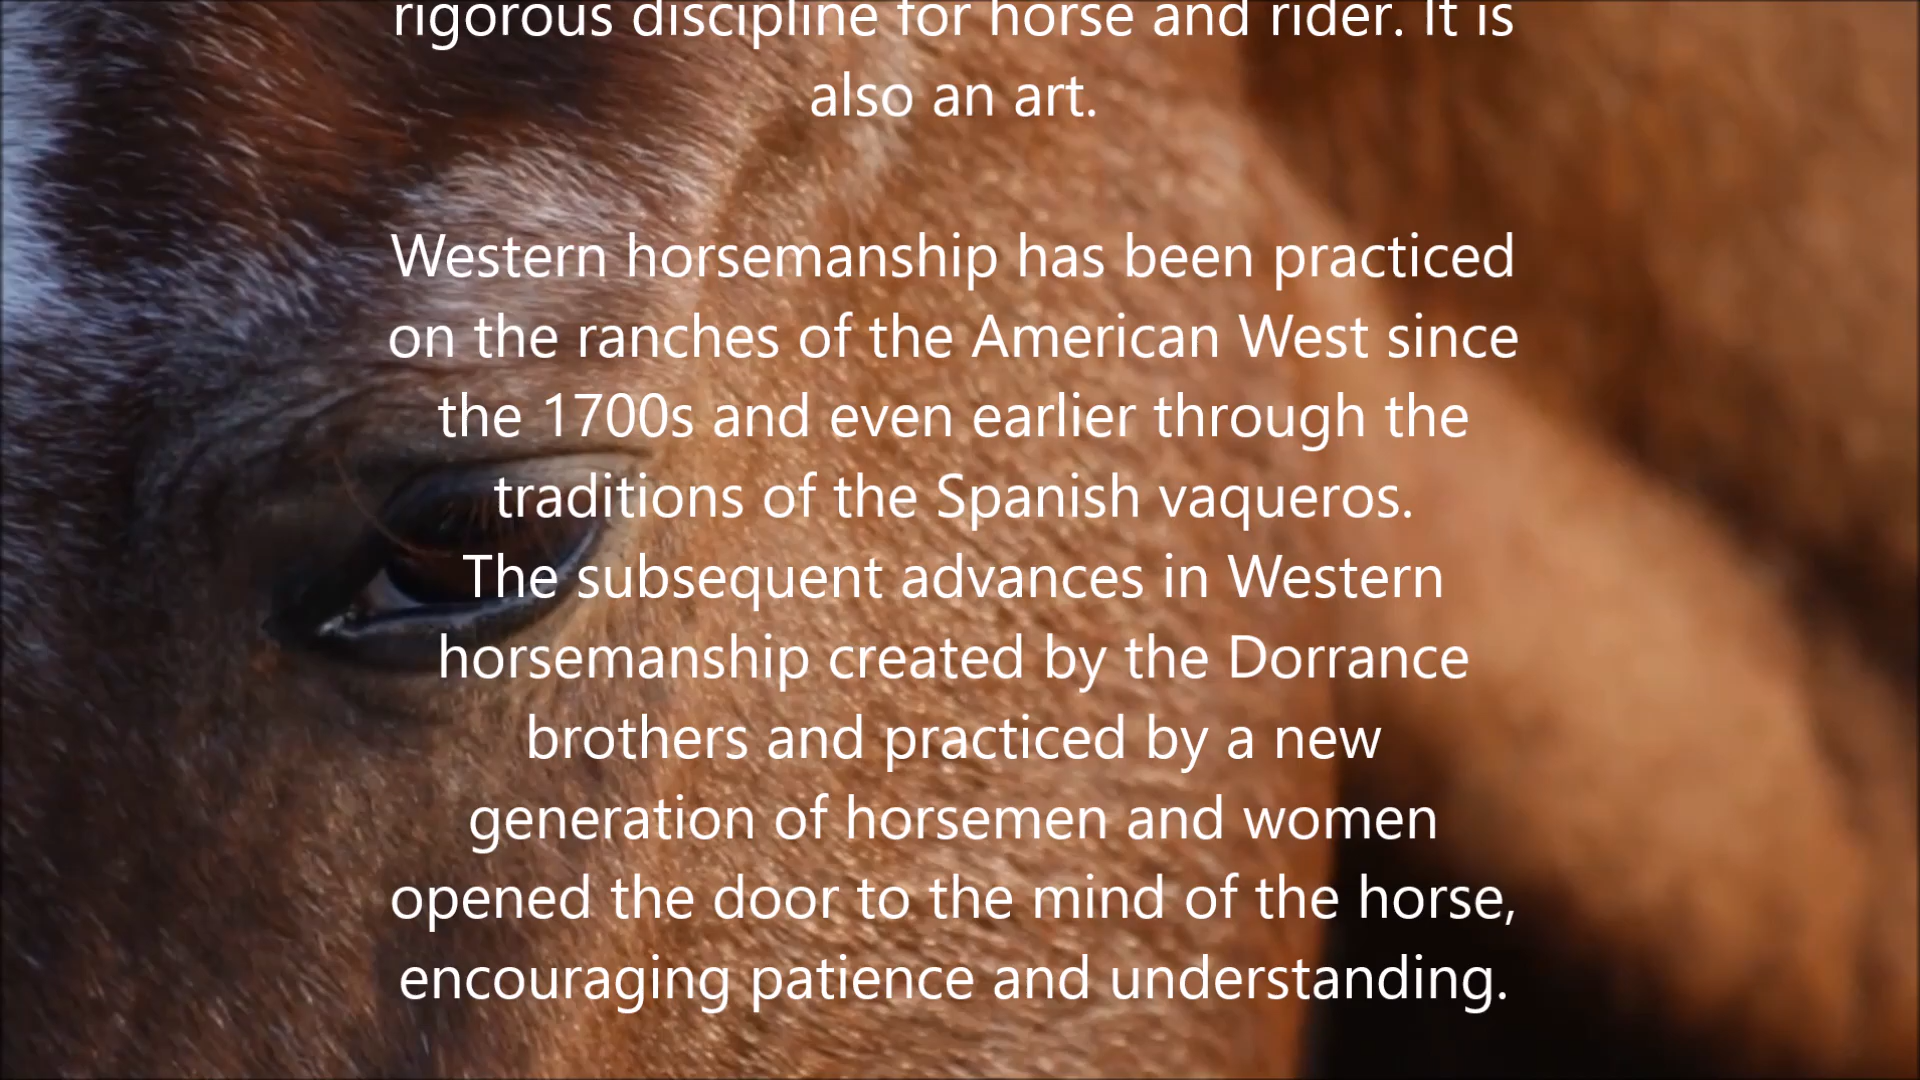 rigorous discipline for horse and rider. It is
also an art.
Western horsemanship has been practiced
on the ranches of the American West since
the 1700s and even earlier through the
traditions of the Spanish vaqueros.
The subsequent advances in Western
horsemanship created by the Dorrance
brothers and practiced by a new
generation of horsemen and women
opened the door to the mind of the horse,
encouraging patience and understanding.